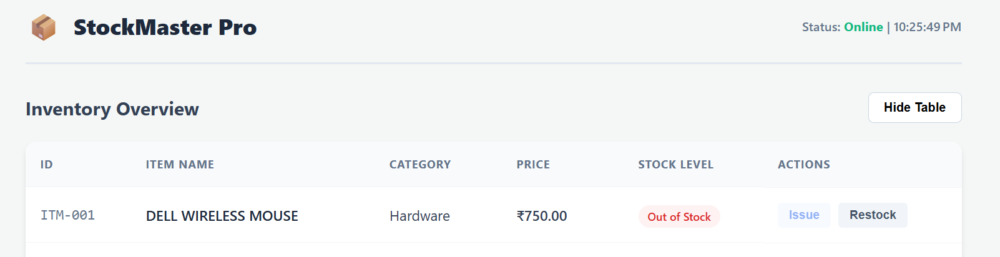 StockMaster Pro
Status: Online | 10:25:49 PM
Inventory Overview
Hide Table
ID ITEM NAME CATEGORY PRICE STOCK LEVEL ACTIONS
ITM-001 DELL WIRELESS MOUSE Hardware ₹750.00 Out of Stock Issue Restock